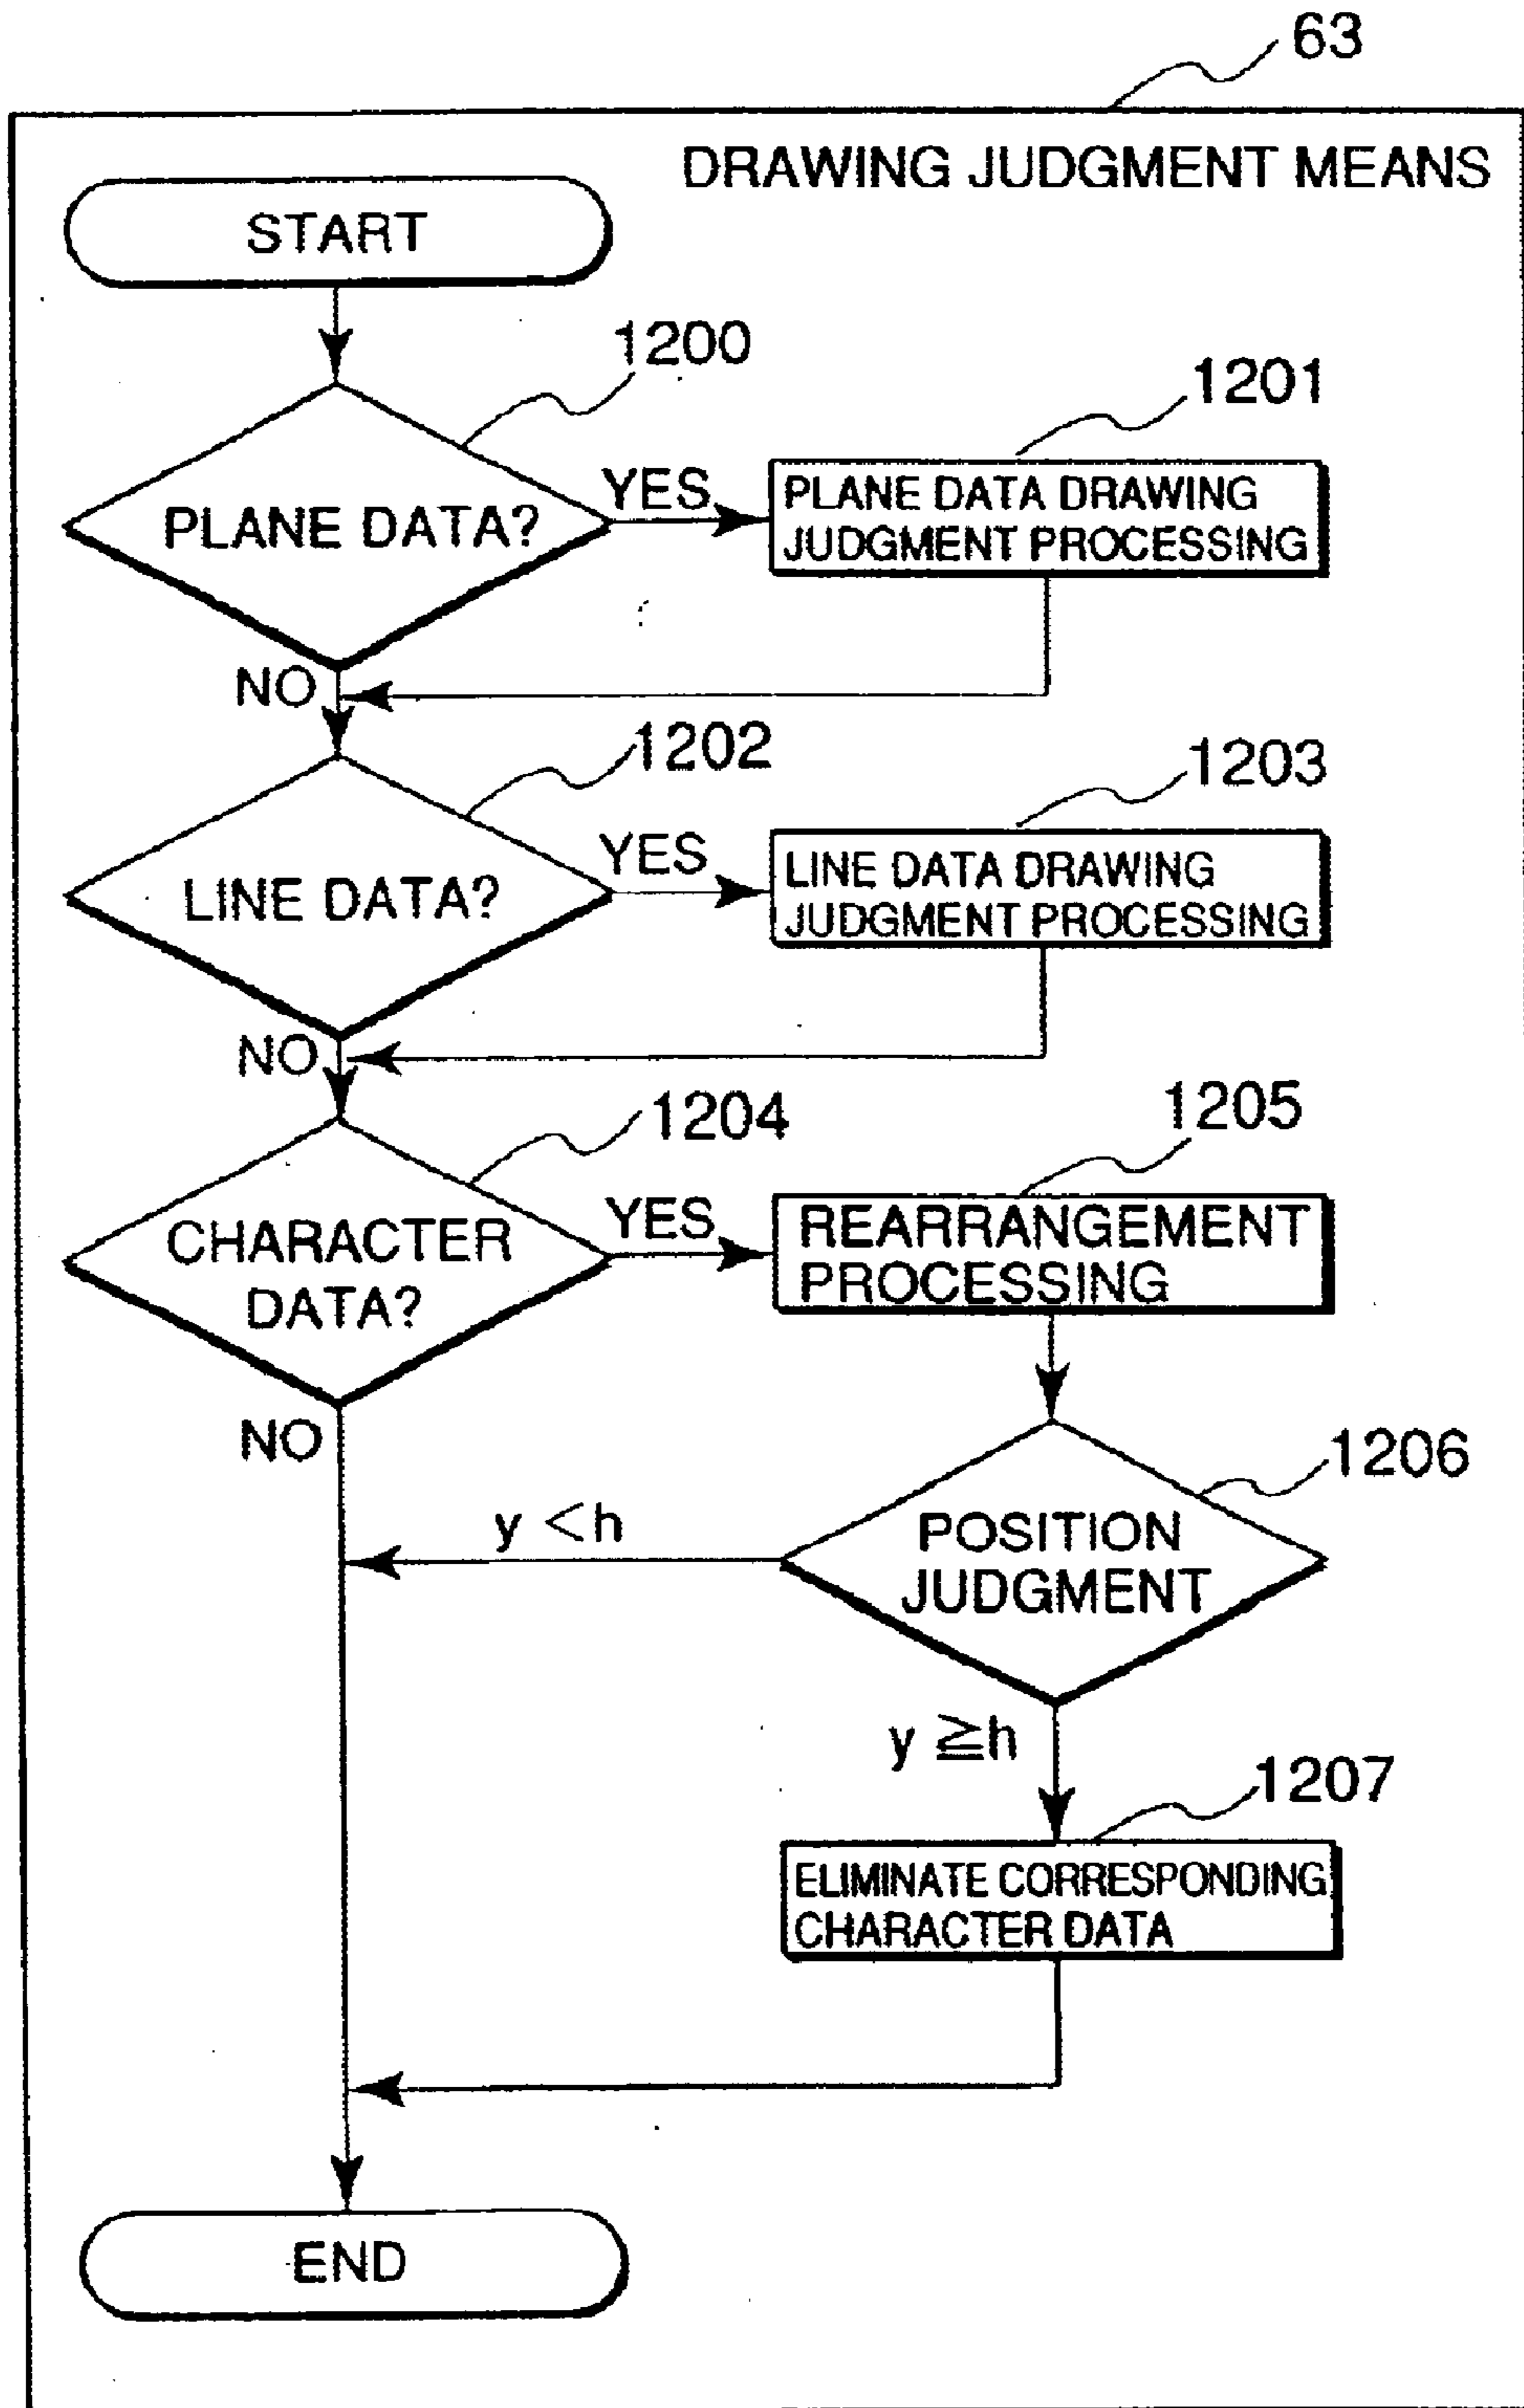 63
DRAWING JUDGMENT MEANS
START
1200
PLANE DATA?
YES
1201
PLANE DATA DRAWING
JUDGMENT PROCESSING
NO
1202
LINE DATA?
YES
1203
LINE DATA DRAWING
JUDGMENT PROCESSING
NO
1204
CHARACTER
DATA?
YES
1205
REARRANGEMENT
PROCESSING
NO
1206
POSITION
JUDGMENT
y <h
y ≧h
1207
ELIMINATE CORRESPONDING
CHARACTER DATA
END